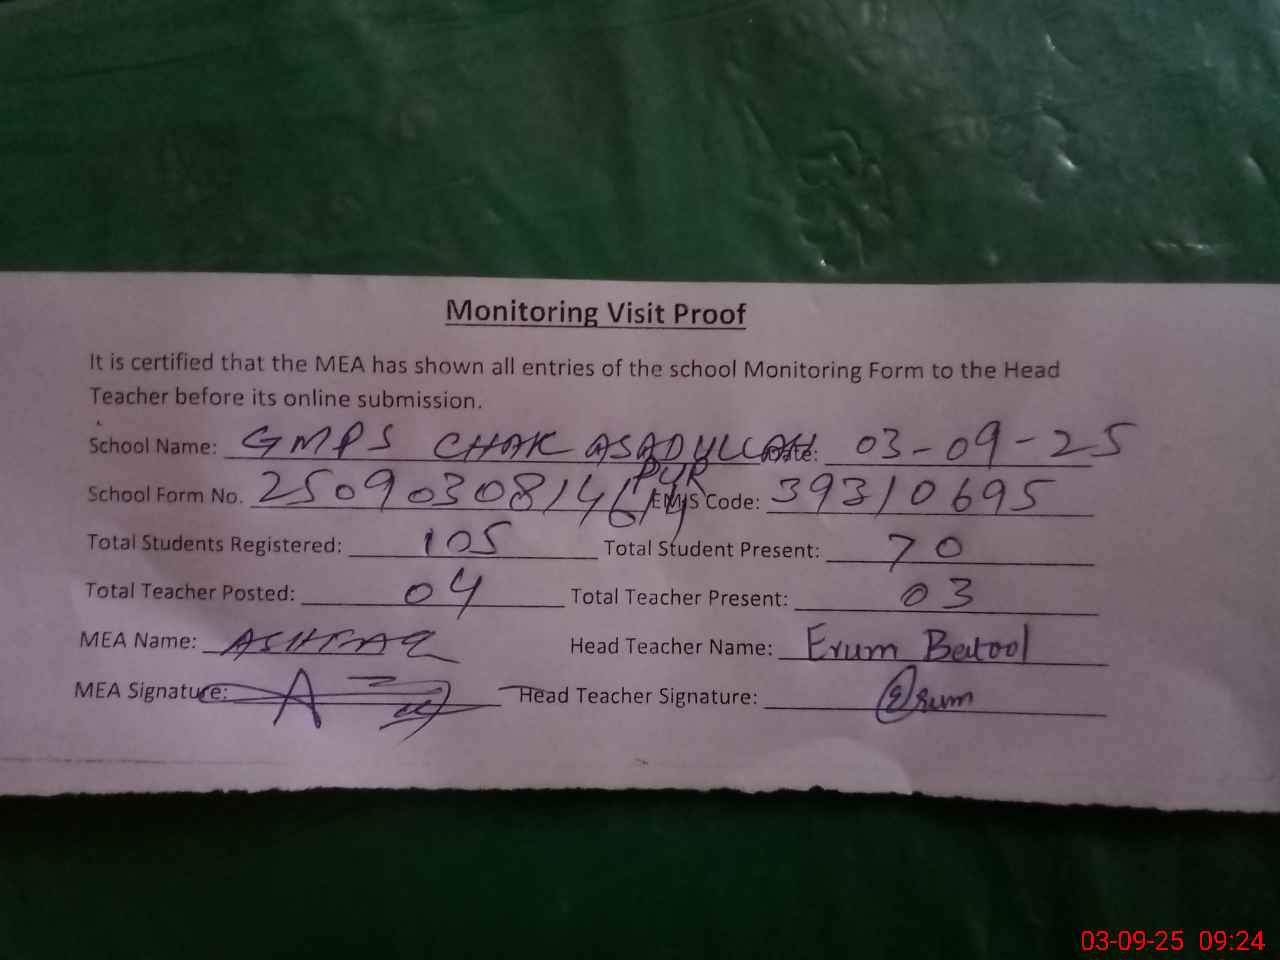 Monitoring Visit Proof
It is certified that the MEA has shown all entries of the school Monitoring Form to the Head
Teacher before its online submission.
School Name: GMPS CHAK ASADULLAH PUR Date: 03-09-25
School Form No. 2509030814614 EMIS Code: 39310695
Total Students Registered: 105 Total Student Present: 70
Total Teacher Posted: 04 Total Teacher Present: 03
MEA Name: ASHFAQ Head Teacher Name: Erum Batool
MEA Signature: Head Teacher Signature: Erum
03-09-25 09:24